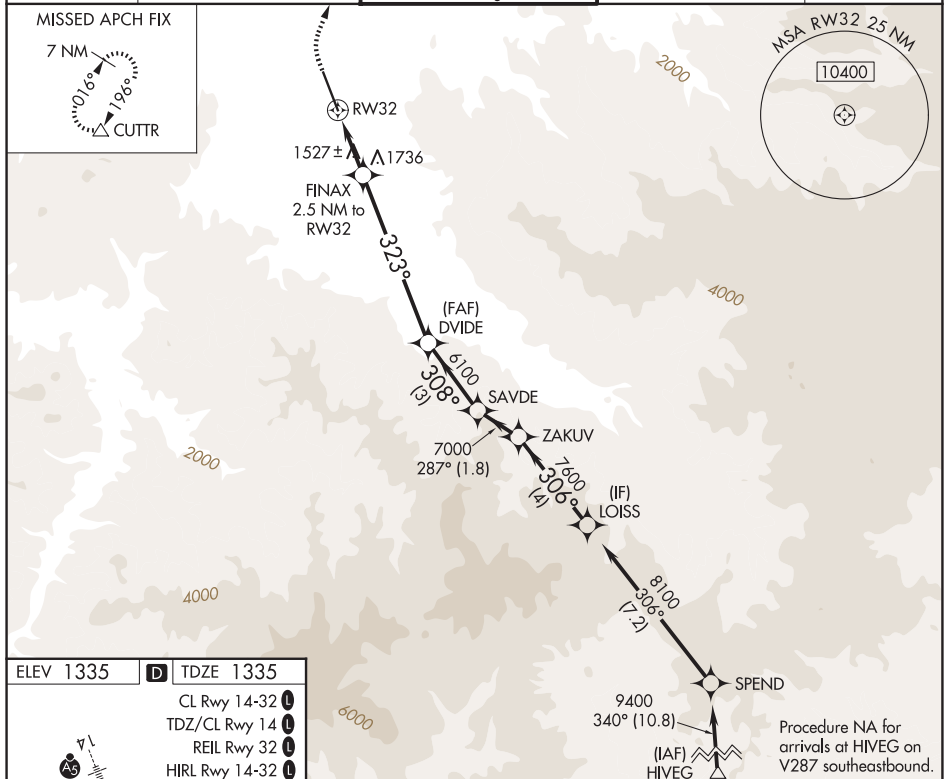 MISSED APCH FIX
7 NM
016°
196°
CUTTR
MSA RW32 25 NM
10400
2000
RW32
1527 ±
1736
FINAX
2.5 NM to
RW32
323°
4000
(FAF)
DVIDE
6100
308°
(3)
SAVDE
ZAKUV
7000
287° (1.8)
2000
7600
306°
(4)
(IF)
LOISS
4000
8100
306°
(7.2)
SPEND
9400
340° (10.8)
(IAF)
HIVEG
Procedure NA for
arrivals at HIVEG on
V287 southeastbound.
6000
ELEV 1335 D TDZE 1335
CL Rwy 14-32 L
TDZ/CL Rwy 14 L
REIL Rwy 32 L
HIRL Rwy 14-32 L
14
A5